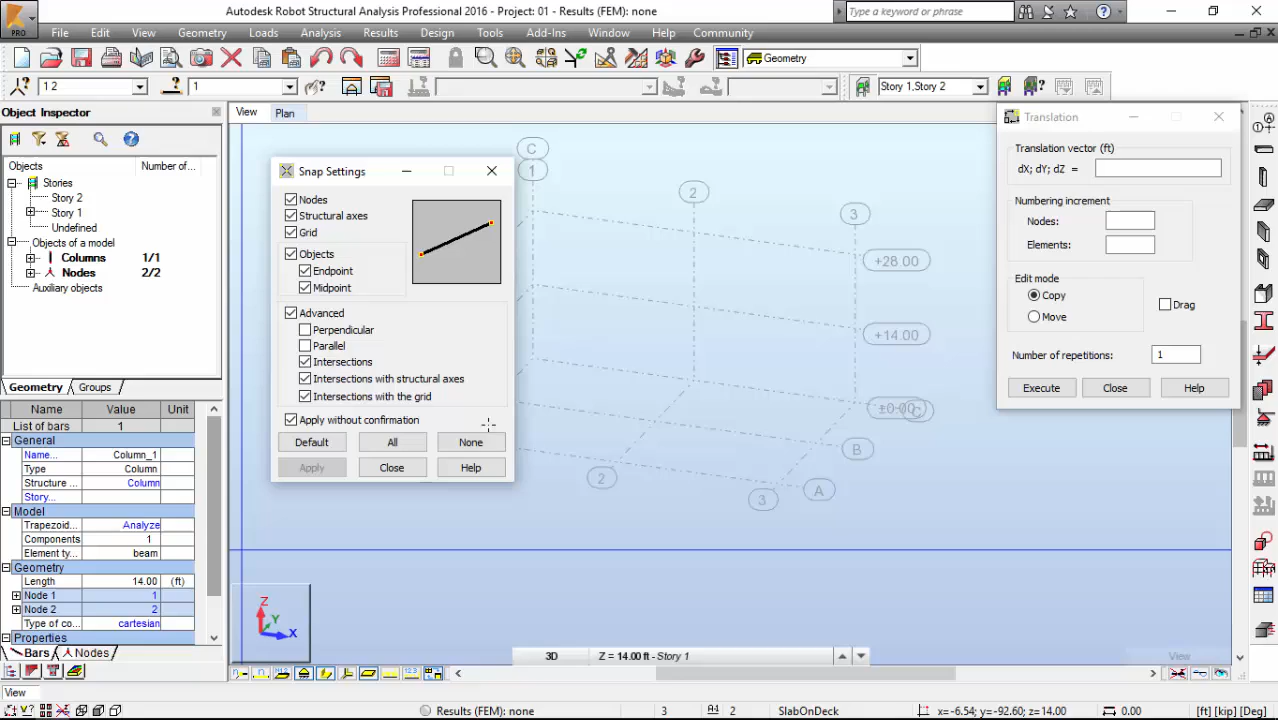 Autodesk Robot Structural Analysis Professional 2016 - Project: 01 - Results (FEM): none
Type a keyword or phrase
PRO
File Edit View Geometry Loads Analysis Results Design Tools Add-Ins Window Help Community
Geometry
1 2
1
Story 1.Story 2
Object Inspector
View
Plan
Objects
Number of...
Stories
Story 2
Story 1
Undefined
Objects of a model
Columns 1/1
Nodes 2/2
Auxiliary objects
Geometry Groups
Name Value Unit
List of bars 1
General
Name... Column_1
Type Column
Structure ... Column
Story...
Model
Trapezoid... Analyze
Components 1
Element ty... beam
Geometry
Length 14.00 (ft)
Node 1 1
Node 2 2
Type of co... cartesian
Properties
Bars Nodes
View
Snap Settings
Nodes
Structural axes
Grid
Objects
Endpoint
Midpoint
Advanced
Perpendicular
Parallel
Intersections
Intersections with structural axes
Intersections with the grid
Apply without confirmation
Default All None
Apply Close Help
C
1
2
3
+28.00
+14.00
±0.00
C
B
A
2
3
Z
Y
X
3D
Z = 14.00 ft - Story 1
View
Translation
Translation vector (ft)
dX; dY; dZ =
Numbering increment
Nodes:
Elements:
Edit mode
Copy
Move
Drag
Number of repetitions: 1
Execute Close Help
Results (FEM): none
3
2
SlabOnDeck
x=-6.54; y=-92.60; z=14.00
0.00
[ft] [kip] [Deg]